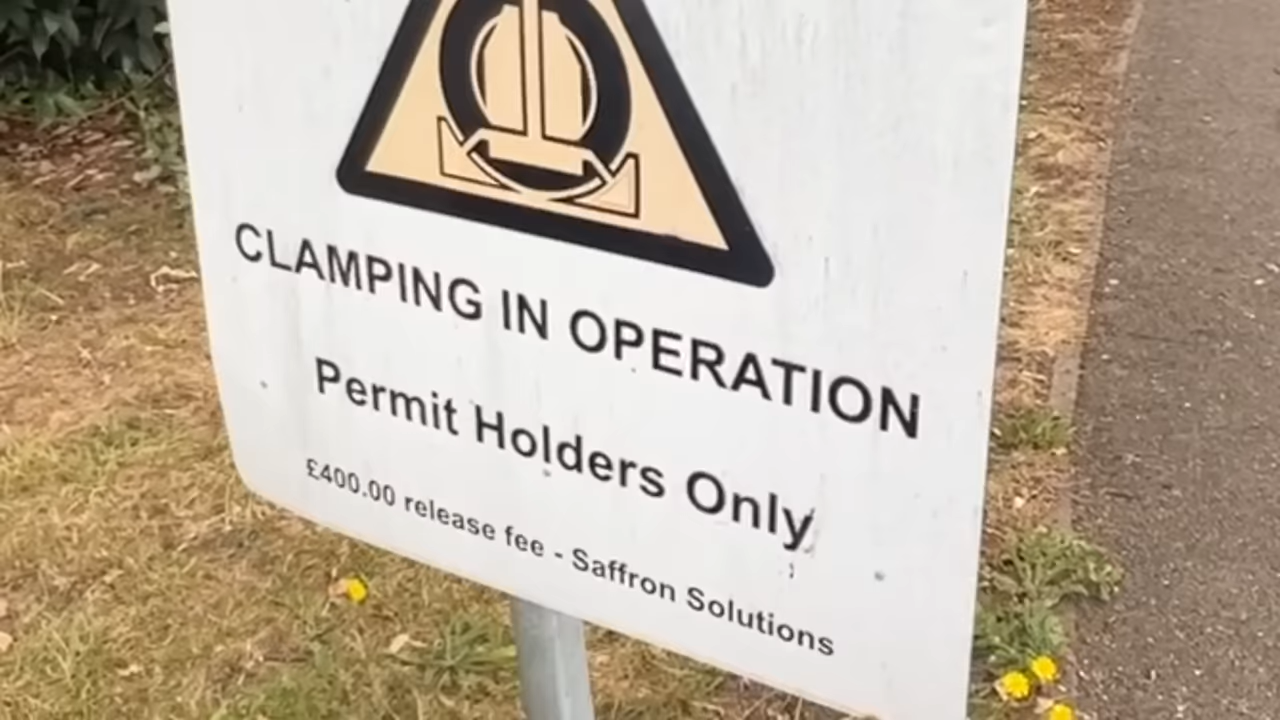 CLAMPING IN OPERATION
Permit Holders Only
£400.00 release fee - Saffron Solutions